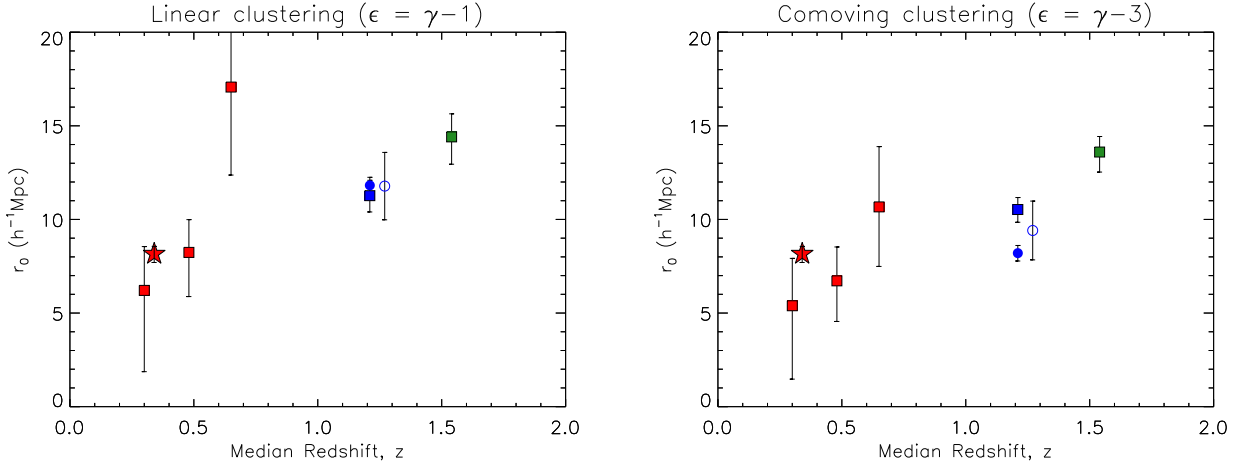 Linear clustering (ϵ = γ−1)
20
15
10
5
0
r₀ (h⁻¹Mpc)
0.0 0.5 1.0 1.5 2.0
Median Redshift, z
Comoving clustering (ϵ = γ−3)
20
15
10
5
0
r₀ (h⁻¹Mpc)
0.0 0.5 1.0 1.5 2.0
Median Redshift, z